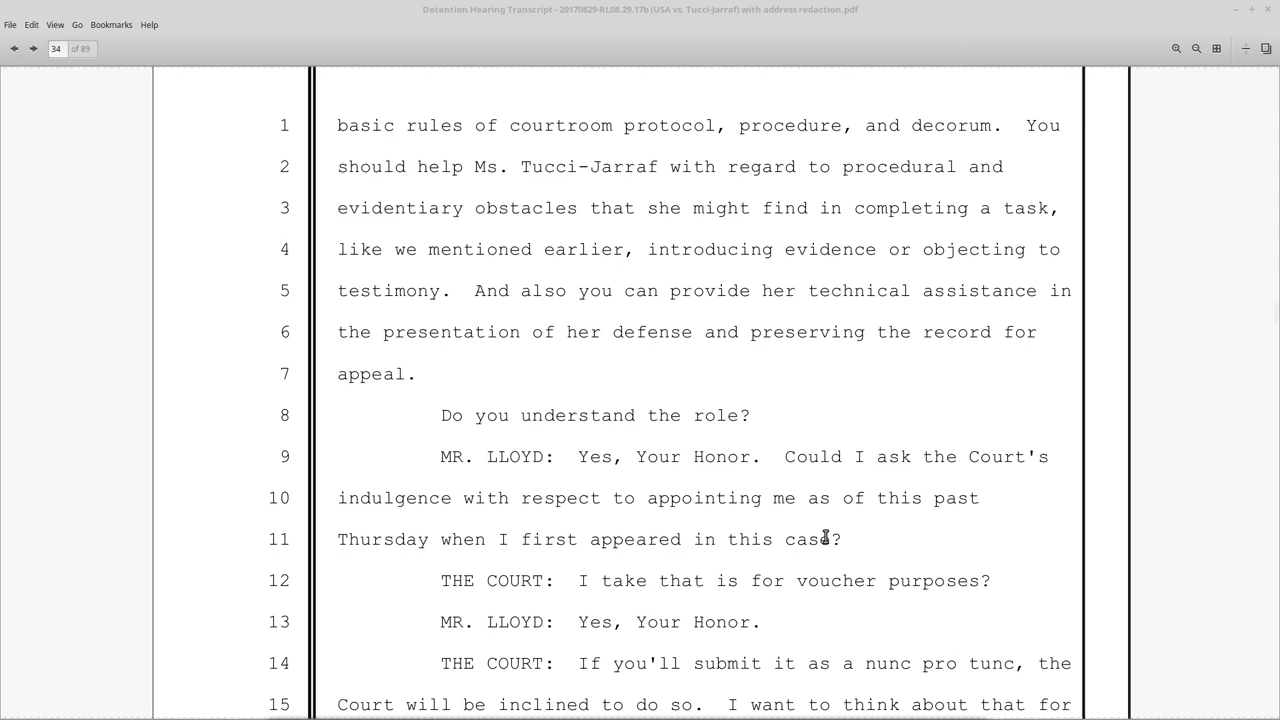 Detention Hearing Transcript - 20170829-RL08.29.17b (USA vs. Tucci-Jarraf) with address redaction.pdf
File Edit View Go Bookmarks Help
34 of 89
1 basic rules of courtroom protocol, procedure, and decorum. You
2 should help Ms. Tucci-Jarraf with regard to procedural and
3 evidentiary obstacles that she might find in completing a task,
4 like we mentioned earlier, introducing evidence or objecting to
5 testimony. And also you can provide her technical assistance in
6 the presentation of her defense and preserving the record for
7 appeal.
8 Do you understand the role?
9 MR. LLOYD: Yes, Your Honor. Could I ask the Court's
10 indulgence with respect to appointing me as of this past
11 Thursday when I first appeared in this case?
12 THE COURT: I take that is for voucher purposes?
13 MR. LLOYD: Yes, Your Honor.
14 THE COURT: If you'll submit it as a nunc pro tunc, the
15 Court will be inclined to do so. I want to think about that for